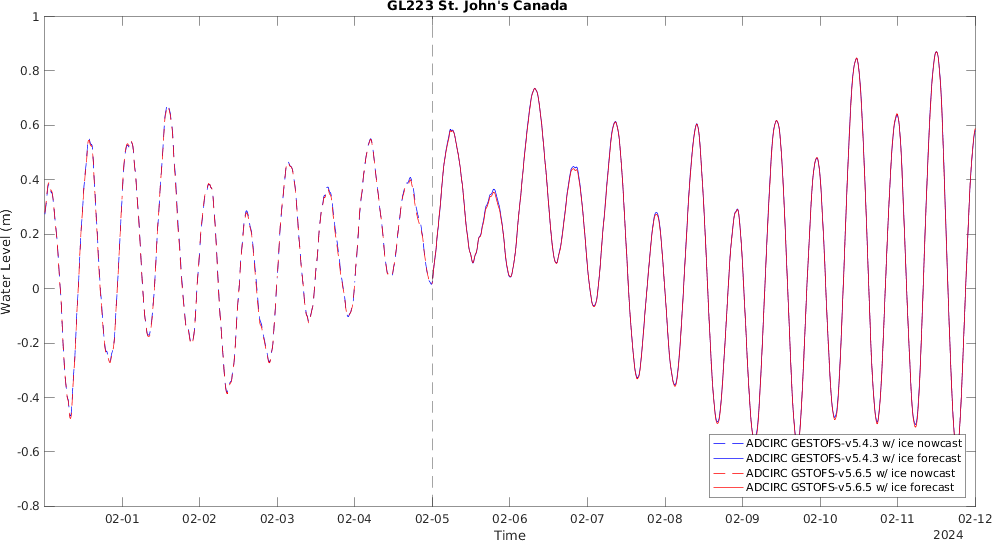 GL223 St. John's Canada
1
0.8
0.6
0.4
0.2
0
-0.2
-0.4
-0.6
-0.8
Water Level (m)
ADCIRC GESTOFS-v5.4.3 w/ ice nowcast
ADCIRC GESTOFS-v5.4.3 w/ ice forecast
ADCIRC GSTOFS-v5.6.5 w/ ice nowcast
ADCIRC GSTOFS-v5.6.5 w/ ice forecast
02-01 02-02 02-03 02-04 02-05 02-06 02-07 02-08 02-09 02-10 02-11 02-12
Time
2024